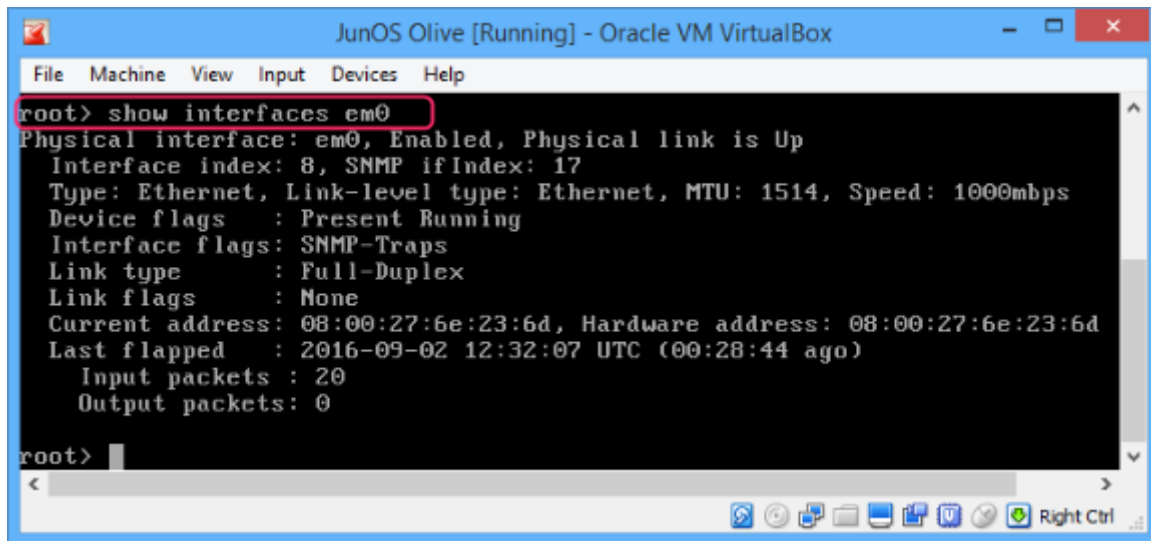 JunOS Olive [Running] - Oracle VM VirtualBox
File Machine View Input Devices Help
root> show interfaces em0
Physical interface: em0, Enabled, Physical link is Up
  Interface index: 8, SNMP ifIndex: 17
  Type: Ethernet, Link-level type: Ethernet, MTU: 1514, Speed: 1000mbps
  Device flags   : Present Running
  Interface flags: SNMP-Traps
  Link type      : Full-Duplex
  Link flags     : None
  Current address: 08:00:27:6e:23:6d, Hardware address: 08:00:27:6e:23:6d
  Last flapped   : 2016-09-02 12:32:07 UTC (00:28:44 ago)
    Input packets : 20
    Output packets: 0
root>
Right Ctrl